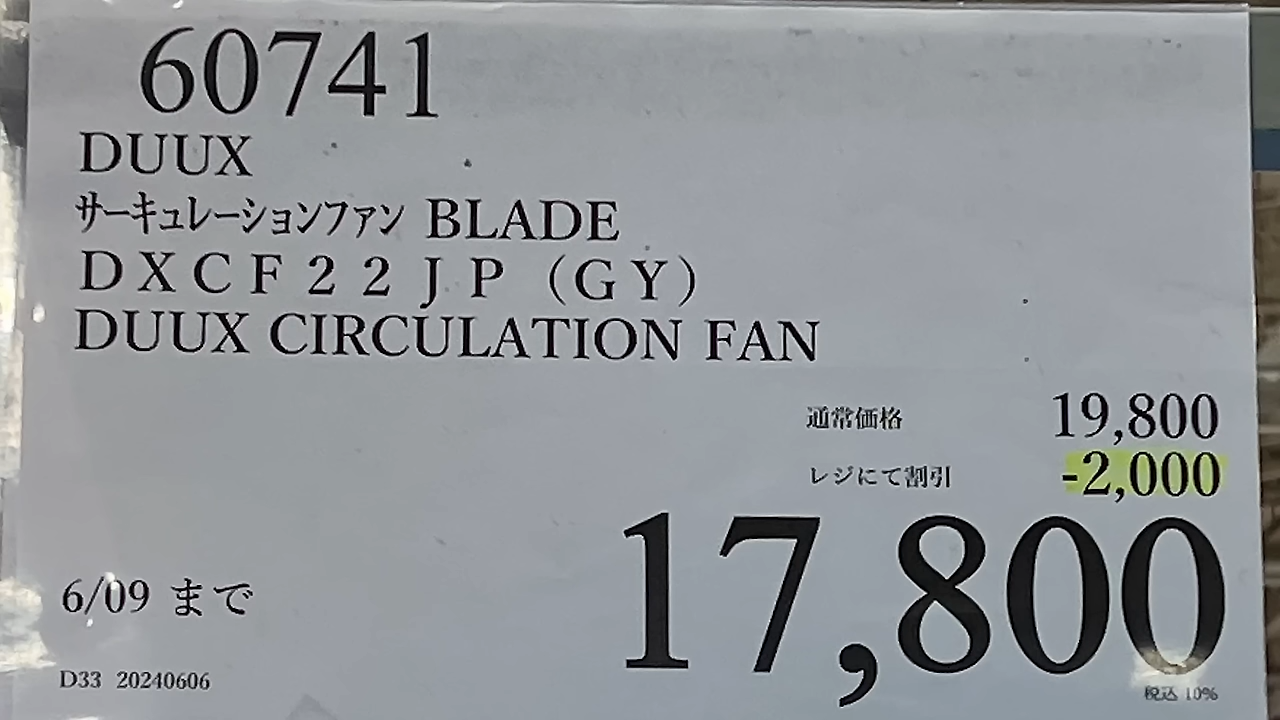 60741
DUUX
サーキュレーションファン BLADE
DXCF22JP (GY)
DUUX CIRCULATION FAN
通常価格 19,800
レジにて割引 -2,000
17,800
6/09 まで
税込 10%
D33 20240606